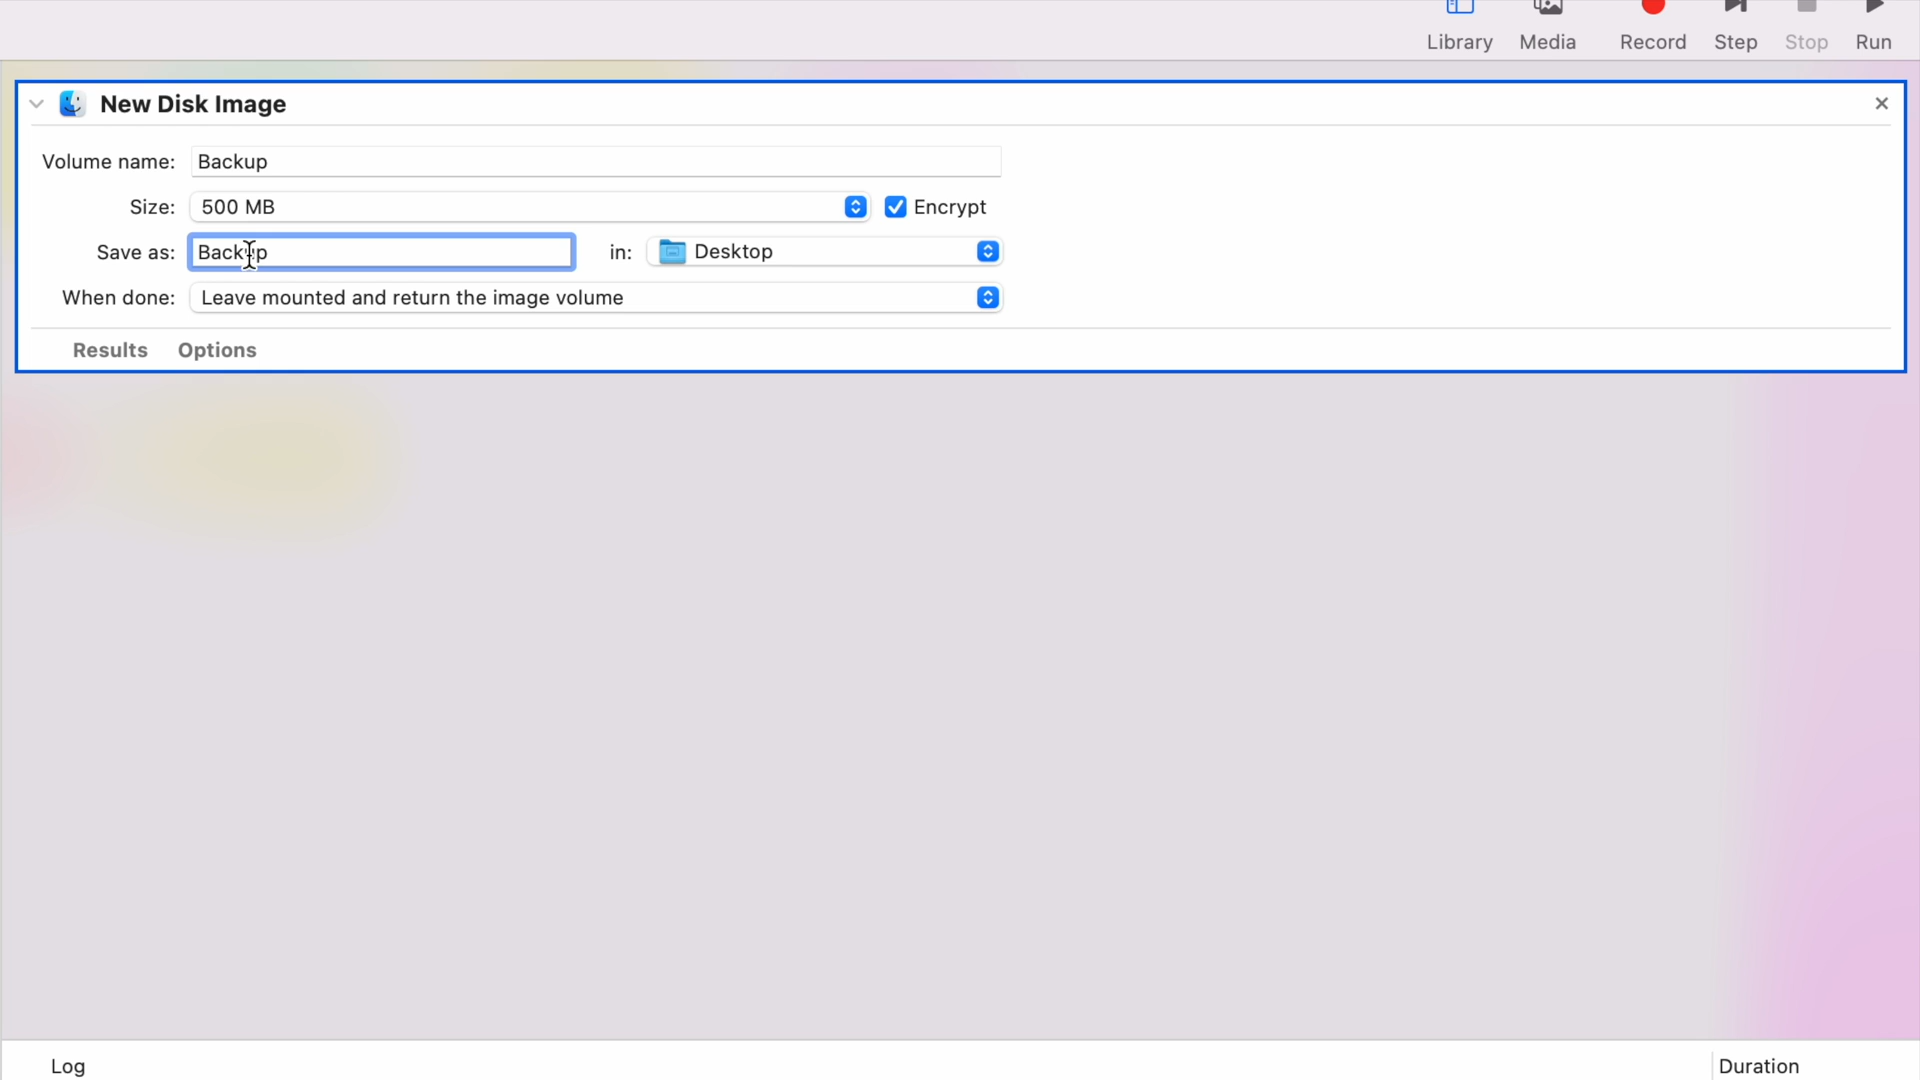 Library Media Record Step Stop Run
New Disk Image
Volume name: Backup
Size: 500 MB Encrypt
Save as: Backup in: Desktop
When done: Leave mounted and return the image volume
Results Options
Log Duration